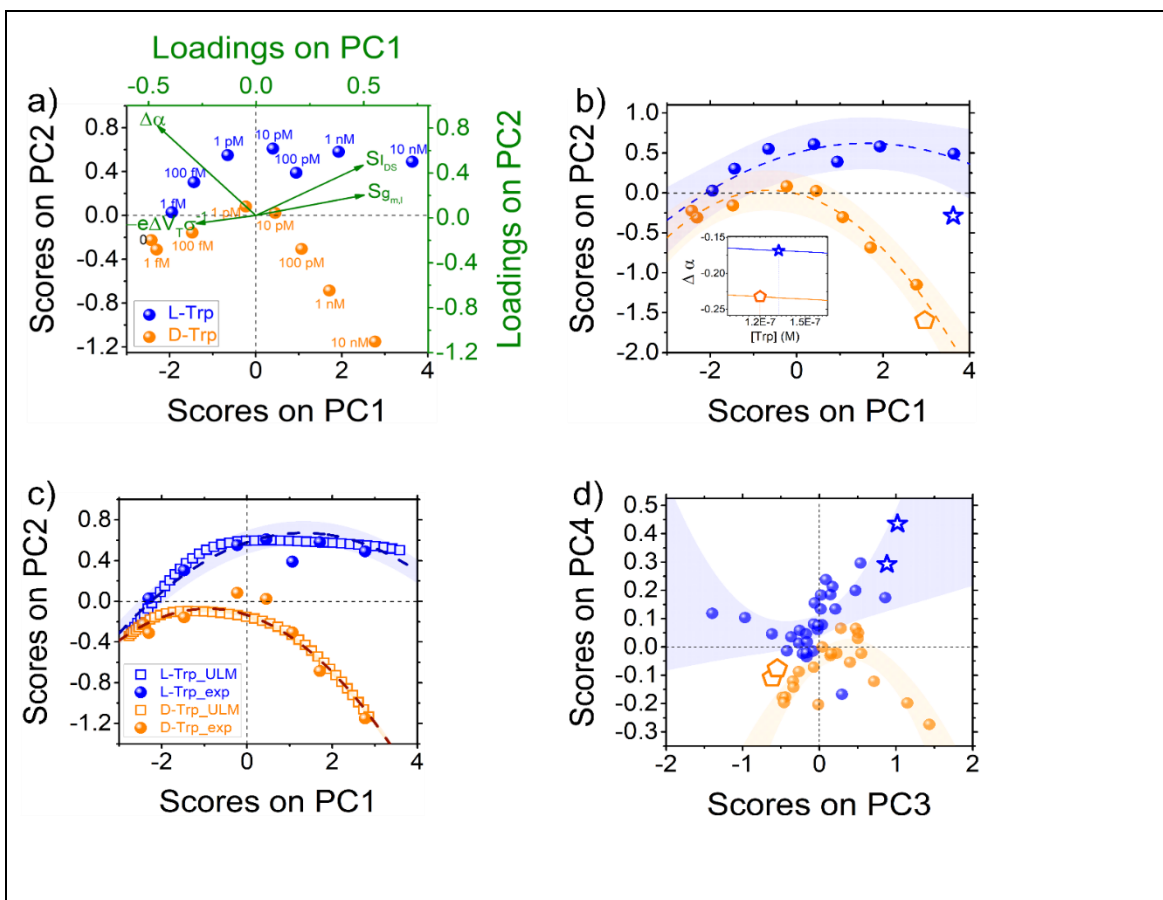 Loadings on PC1
-0.5 0.0 0.5
a)
Scores on PC2
0.8
0.4
0.0
-0.4
-0.8
-1.2
Δα
1 pM
10 pM
1 nM
10 nM
100 fM
100 pM
S I_DS
S g_m,l
1 fM
−eΔV_Tσ⁻¹
1 pM
10 pM
0
1 fM
100 fM
100 pM
1 nM
10 nM
L-Trp
D-Trp
0.8
0.4
0.0
-0.4
-0.8
-1.2
Loadings on PC2
-2 0 2 4
Scores on PC1
b)
Scores on PC2
1.0
0.5
0.0
-0.5
-1.0
-1.5
-2.0
Δ α
-0.15
-0.20
-0.25
1.2E-7 1.5E-7
[Trp] (M)
-2 0 2 4
Scores on PC1
c)
Scores on PC2
0.8
0.4
0.0
-0.4
-0.8
-1.2
L-Trp_ULM
L-Trp_exp
D-Trp_ULM
D-Trp_exp
-2 0 2 4
Scores on PC1
d)
Scores on PC4
0.5
0.4
0.3
0.2
0.1
0.0
-0.1
-0.2
-0.3
-2 -1 0 1 2
Scores on PC3